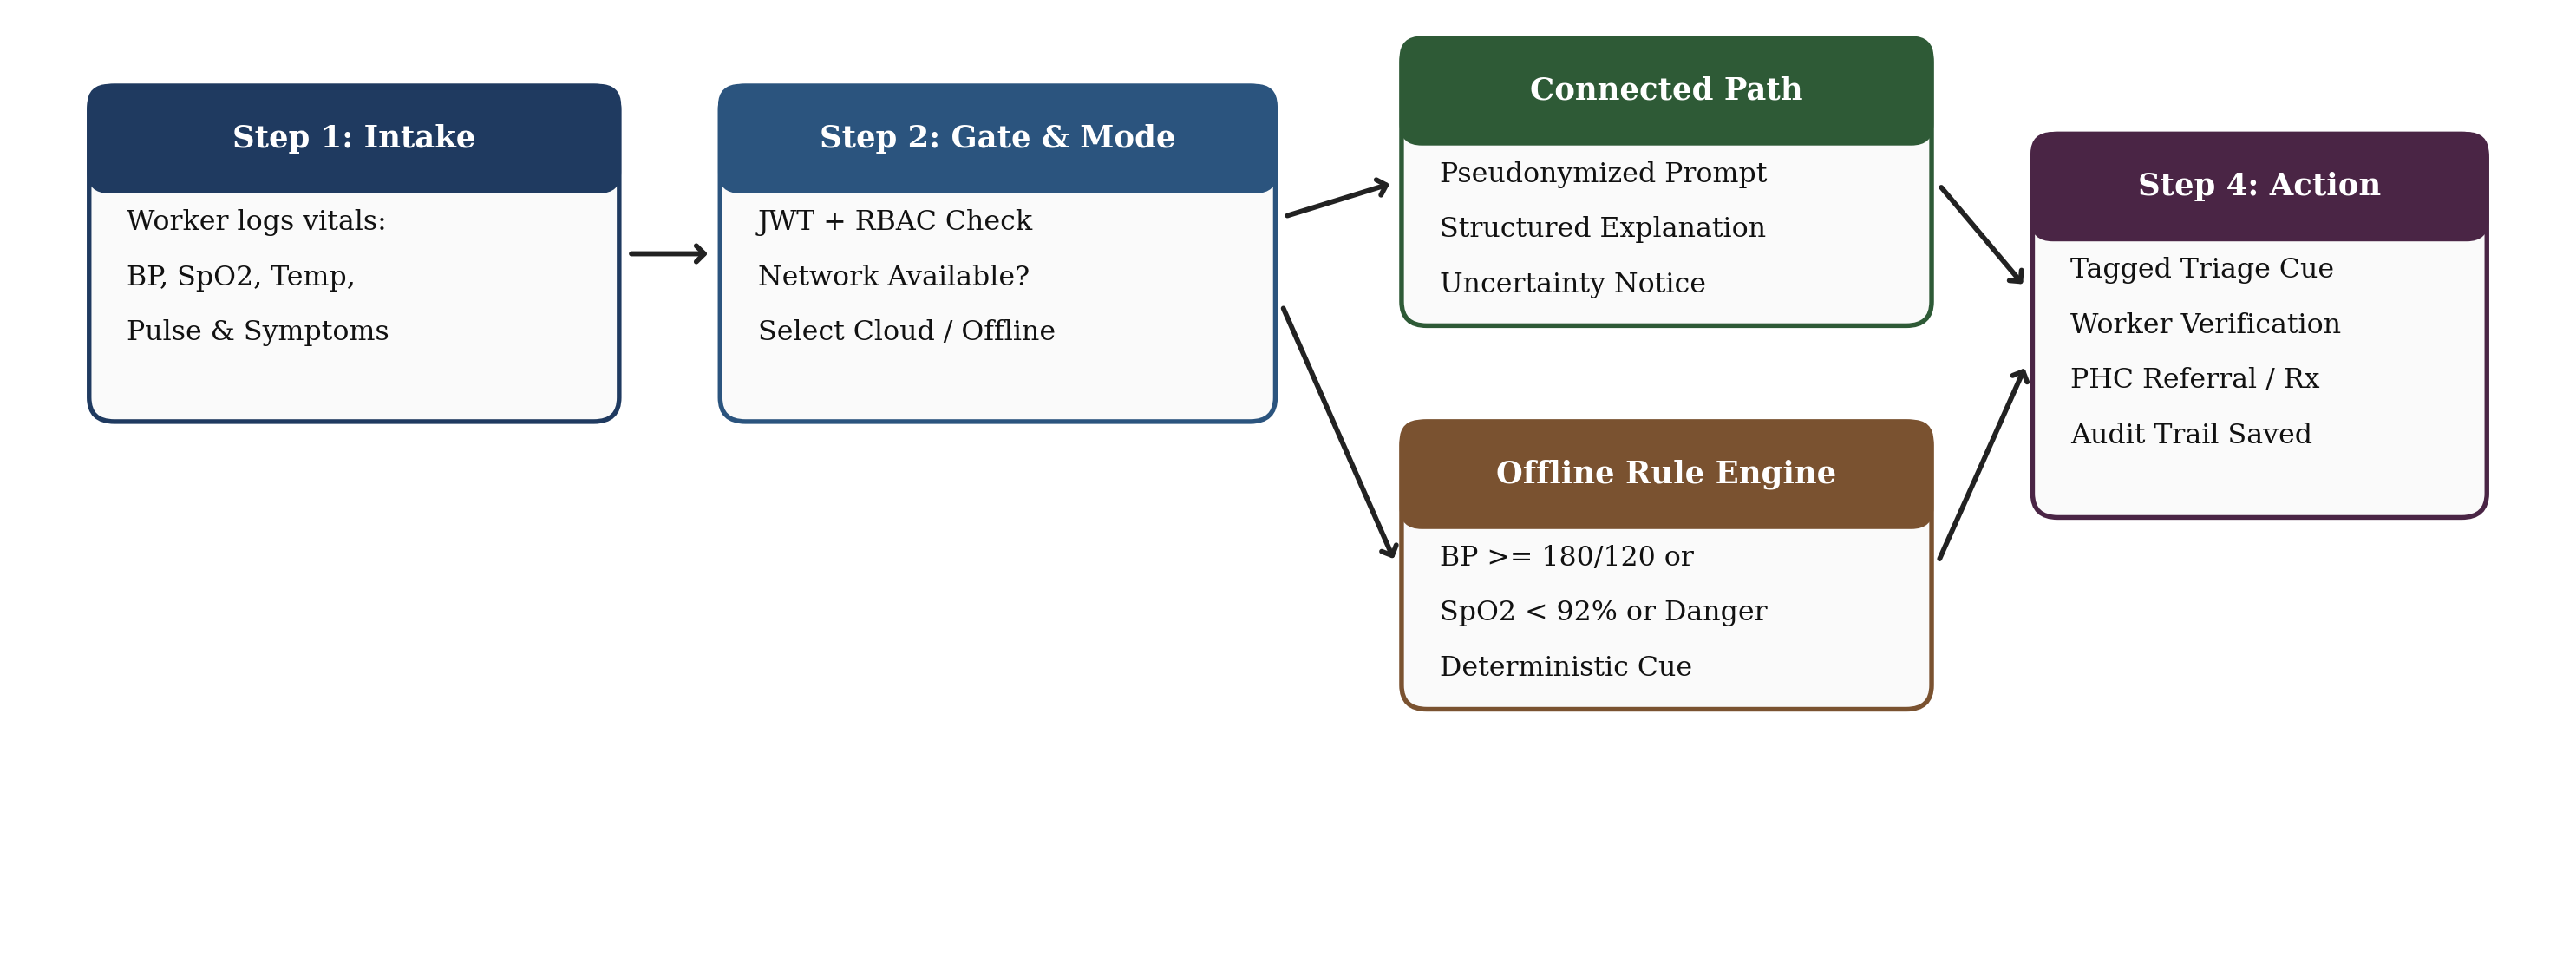 Step 1: Intake
Worker logs vitals:
BP, SpO2, Temp,
Pulse & Symptoms
Step 2: Gate & Mode
JWT + RBAC Check
Network Available?
Select Cloud / Offline
Connected Path
Pseudonymized Prompt
Structured Explanation
Uncertainty Notice
Offline Rule Engine
BP >= 180/120 or
SpO2 < 92% or Danger
Deterministic Cue
Step 4: Action
Tagged Triage Cue
Worker Verification
PHC Referral / Rx
Audit Trail Saved